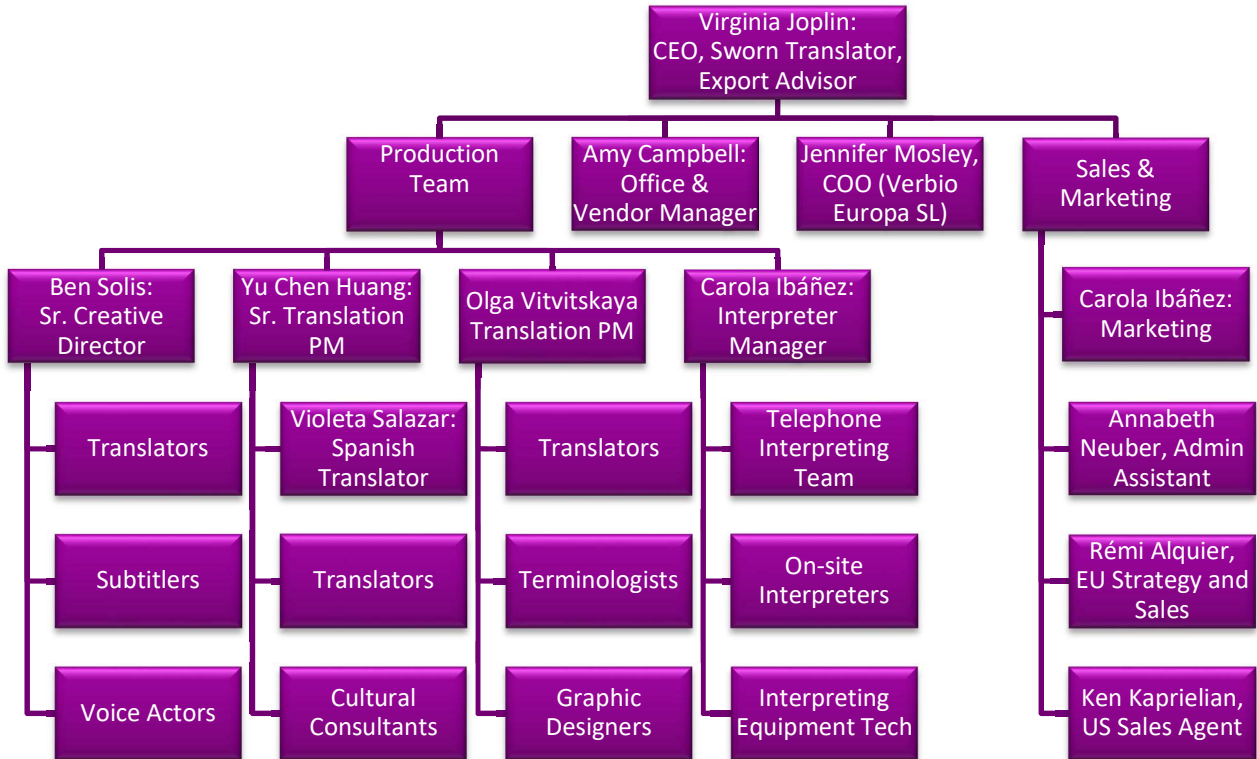 Virginia Joplin:
CEO, Sworn Translator,
Export Advisor
Production
Team
Amy Campbell:
Office &
Vendor Manager
Jennifer Mosley,
COO (Verbio
Europa SL)
Sales &
Marketing
Ben Solis:
Sr. Creative
Director
Yu Chen Huang:
Sr. Translation
PM
Olga Vitvitskaya
Translation PM
Carola Ibáñez:
Interpreter
Manager
Carola Ibáñez:
Marketing
Translators
Violeta Salazar:
Spanish
Translator
Translators
Telephone
Interpreting
Team
Annabeth
Neuber, Admin
Assistant
Subtitlers
Translators
Terminologists
On-site
Interpreters
Rémi Alquier,
EU Strategy and
Sales
Voice Actors
Cultural
Consultants
Graphic
Designers
Interpreting
Equipment Tech
Ken Kaprielian,
US Sales Agent